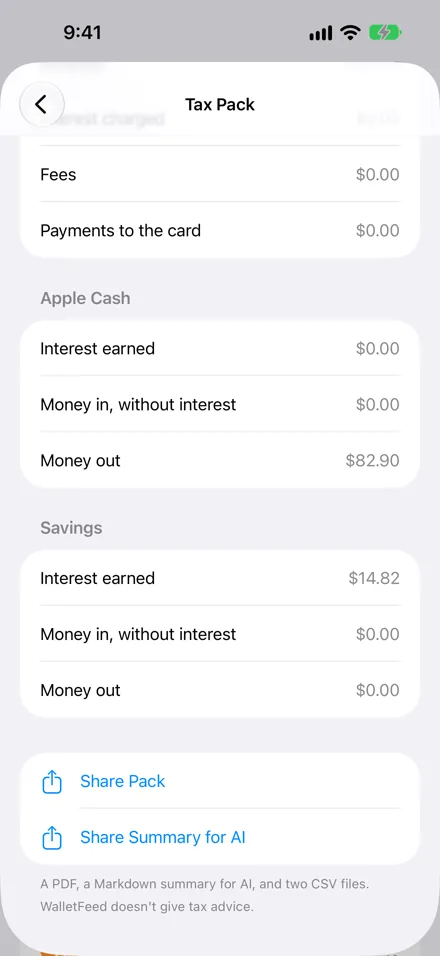 9:41
Tax Pack
Interest charged
Fees
$0.00
Payments to the card
$0.00
Apple Cash
Interest earned
$0.00
Money in, without interest
$0.00
Money out
$82.90
Savings
Interest earned
$14.82
Money in, without interest
$0.00
Money out
$0.00
Share Pack
Share Summary for AI
A PDF, a Markdown summary for AI, and two CSV files.
WalletFeed doesn't give tax advice.